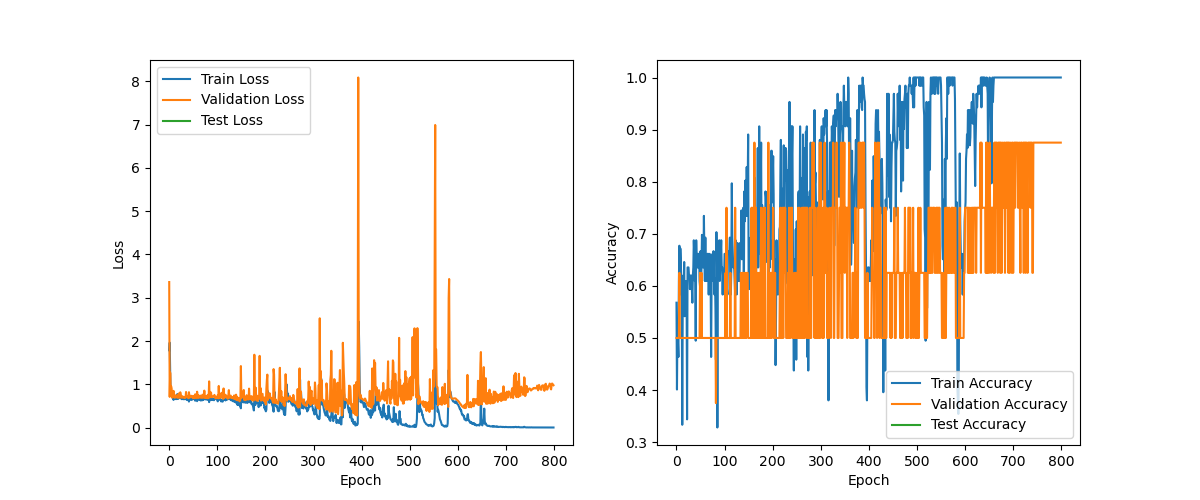 Train Loss
Validation Loss
Test Loss
8
7
6
5
4
3
2
1
0
Loss
0 100 200 300 400 500 600 700 800
Epoch
1.0
0.9
0.8
0.7
0.6
0.5
0.4
0.3
Accuracy
Train Accuracy
Validation Accuracy
Test Accuracy
0 100 200 300 400 500 600 700 800
Epoch